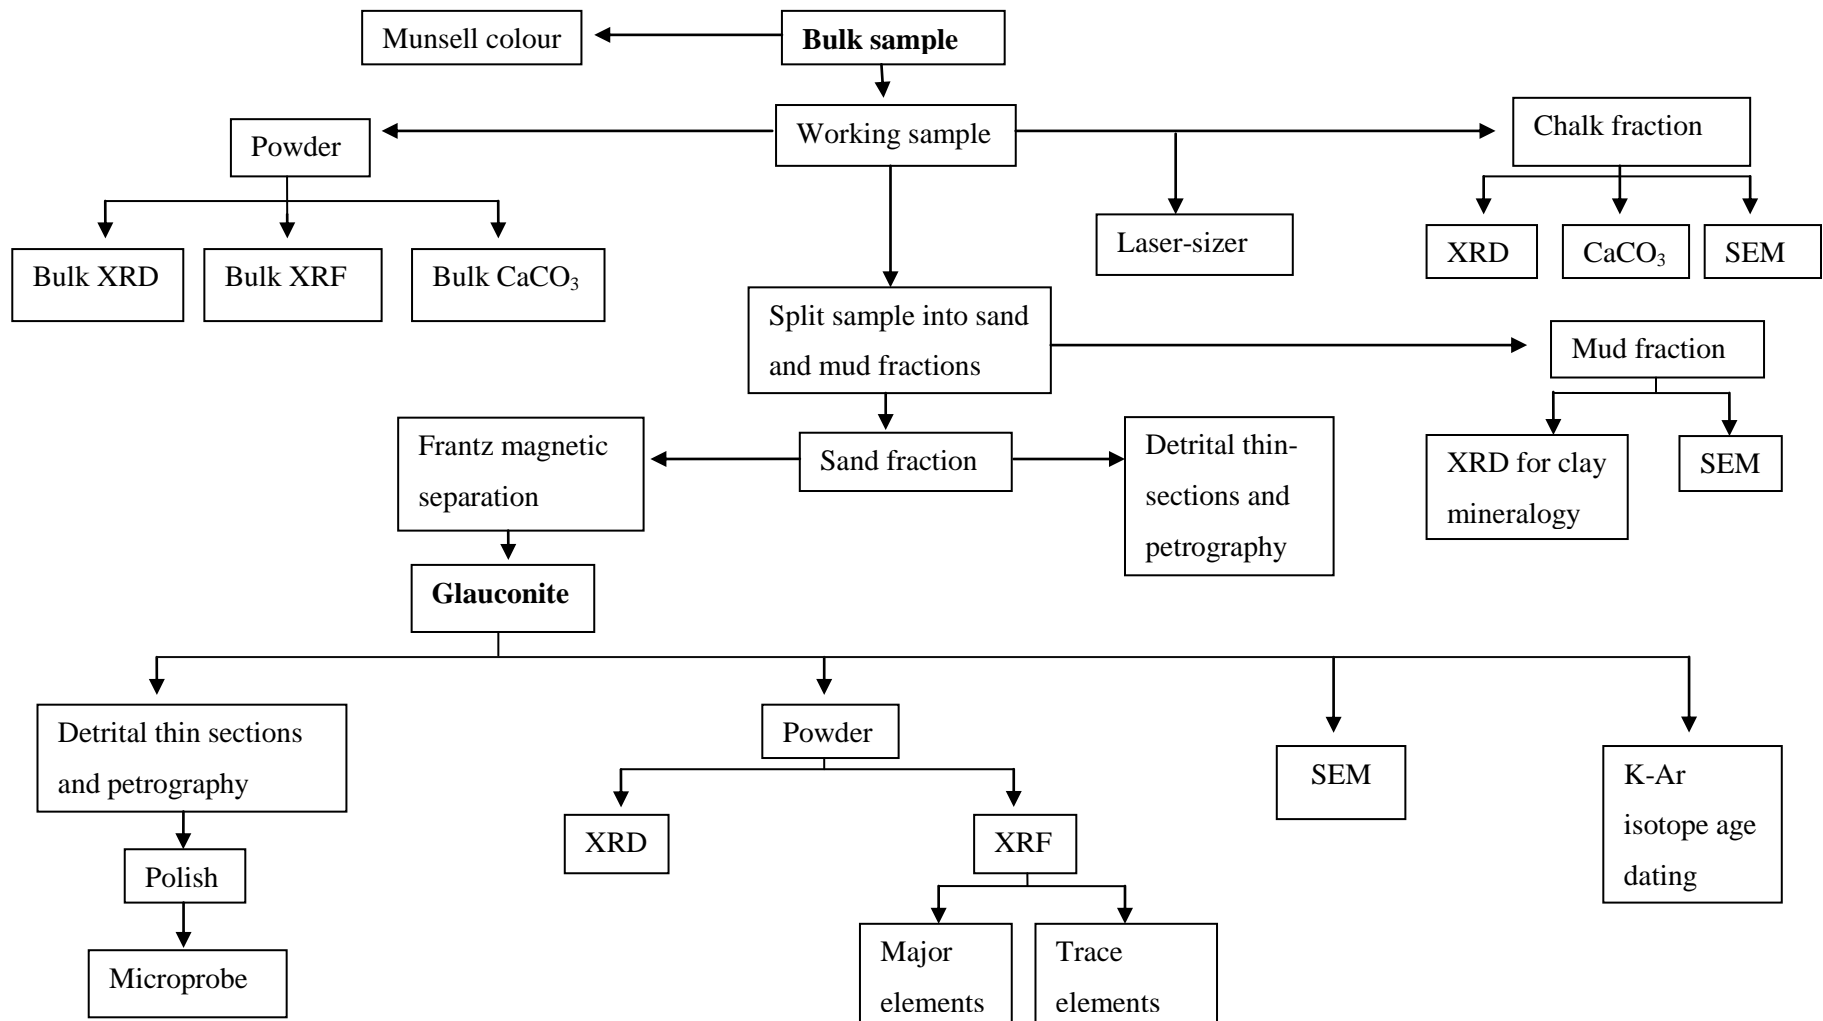 Munsell colour
Bulk sample
Powder
Working sample
Chalk fraction
Bulk XRD
Bulk XRF
Bulk CaCO₃
Laser-sizer
XRD
CaCO₃
SEM
Split sample into sand
and mud fractions
Mud fraction
Frantz magnetic
separation
Sand fraction
Detrital thin-
sections and
petrography
XRD for clay
mineralogy
SEM
Glauconite
Detrital thin sections
and petrography
Powder
SEM
K-Ar
isotope age
dating
XRD
XRF
Polish
Microprobe
Major
elements
Trace
elements